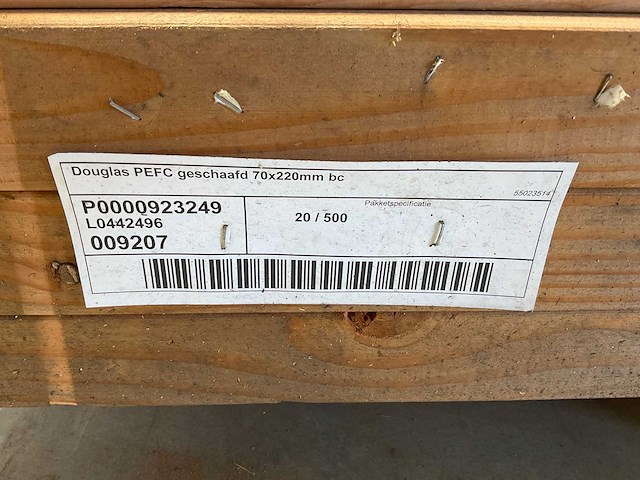 Douglas PEFC geschaafd 70x220mm bc
55023514
P0000923249
L0442496
009207
Pakketspecificatie
20 / 500